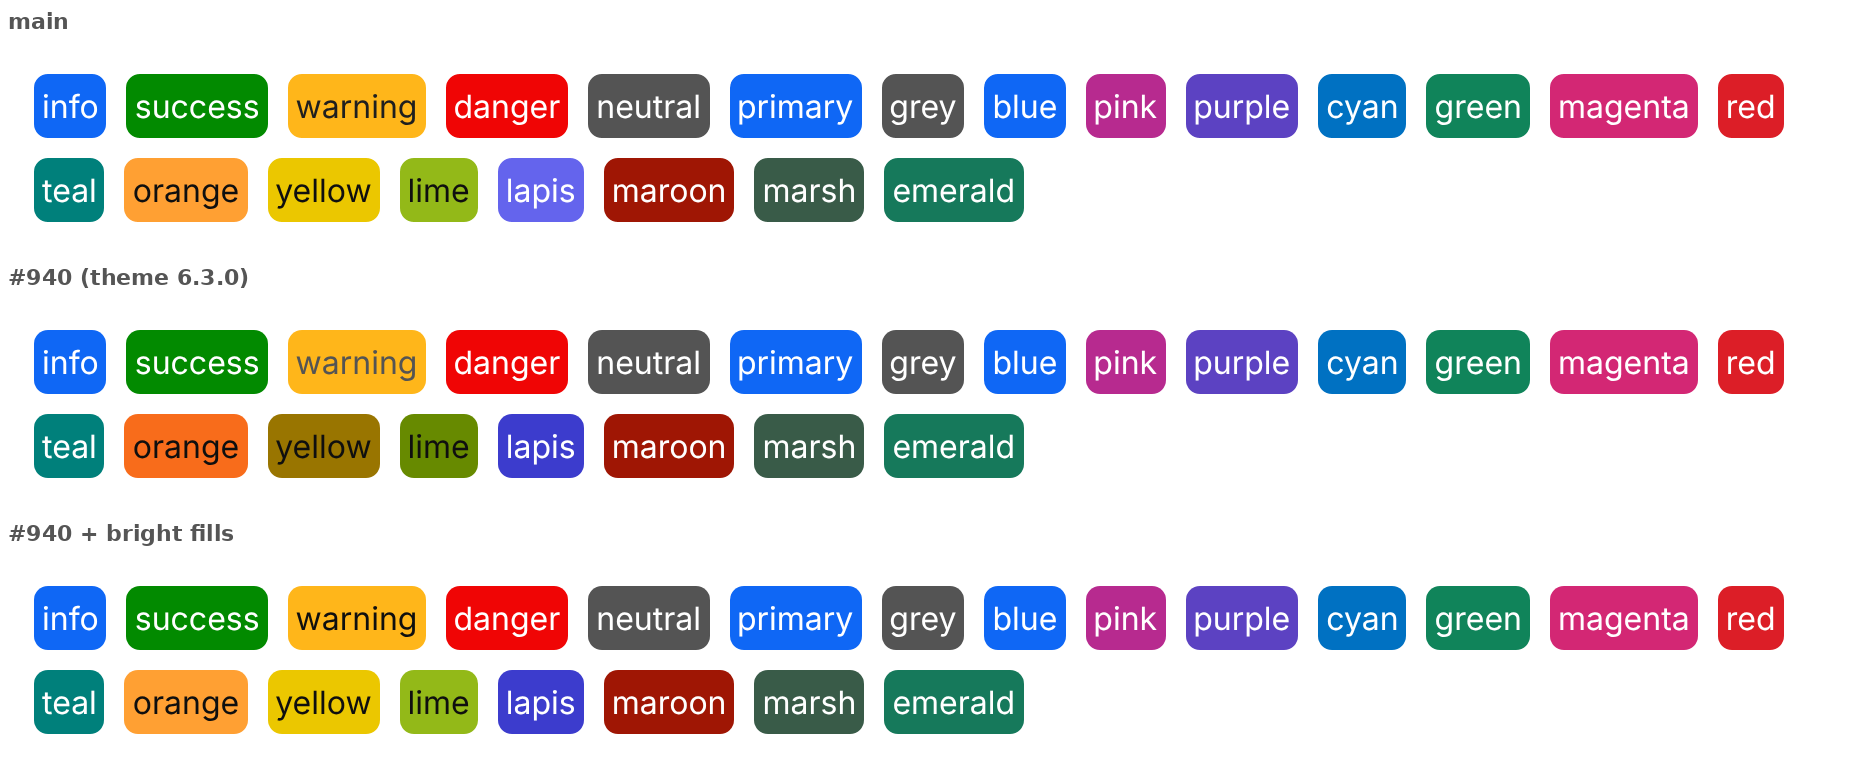 main
info success warning danger neutral primary grey blue pink purple cyan green magenta red
teal orange yellow lime lapis maroon marsh emerald
#940 (theme 6.3.0)
info success warning danger neutral primary grey blue pink purple cyan green magenta red
teal orange yellow lime lapis maroon marsh emerald
#940 + bright fills
info success warning danger neutral primary grey blue pink purple cyan green magenta red
teal orange yellow lime lapis maroon marsh emerald